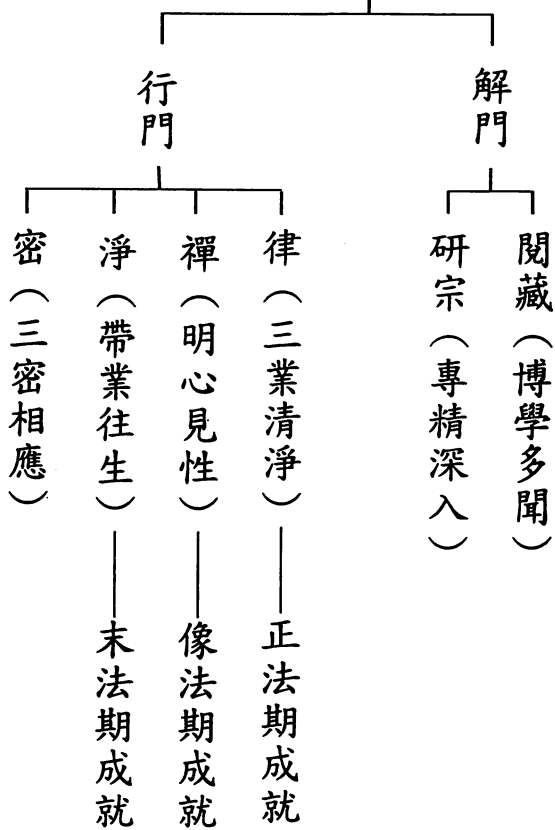 解門
閱藏（博學多聞）
研宗（專精深入）
行門
律（三業清淨）
正法期成就
禪（明心見性）
像法期成就
淨（帶業往生）
末法期成就
密（三密相應）